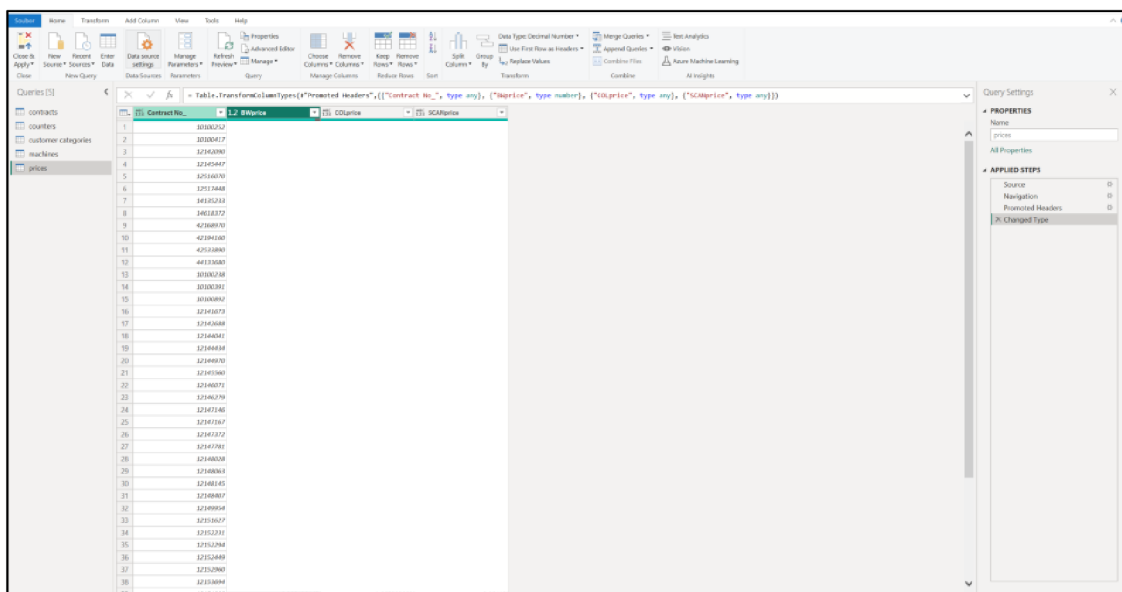 Soubor Home Transform Add Column View Tools Help
Close & Apply New Source Recent Sources Enter Data Data source settings Manage Parameters Refresh Preview Properties Advanced Editor Manage Choose Columns Remove Columns Keep Rows Remove Rows Split Column Group By Data Type: Decimal Number Use First Row as Headers Replace Values Merge Queries Append Queries Combine Files Text Analytics Vision Azure Machine Learning
Close New Query Data Sources Parameters Query Manage Columns Reduce Rows Sort Transform Combine AI Insights
Queries [5]
contracts
counters
customer categories
machines
prices
= Table.TransformColumnTypes(#"Promoted Headers",{{"Contract No_", type any}, {"BWprice", type number}, {"COLprice", type any}, {"SCANprice", type any}})
Contract No_ 1.2 BWprice COLprice SCANprice
1 10100252
2 10100417
3 12142090
4 12145447
5 12516070
6 12517448
7 14135233
8 14618372
9 42168970
10 42194160
11 42533890
12 44133680
13 10100238
14 10100391
15 10100892
16 12141673
17 12142688
18 12144041
19 12144434
20 12144970
21 12145560
22 12146071
23 12146279
24 12147146
25 12147167
26 12147372
27 12147781
28 12148028
29 12148063
30 12148145
31 12148407
32 12149954
33 12151627
34 12152231
35 12152294
36 12152449
37 12152960
38 12153694
Query Settings
PROPERTIES
Name
prices
All Properties
APPLIED STEPS
Source
Navigation
Promoted Headers
Changed Type